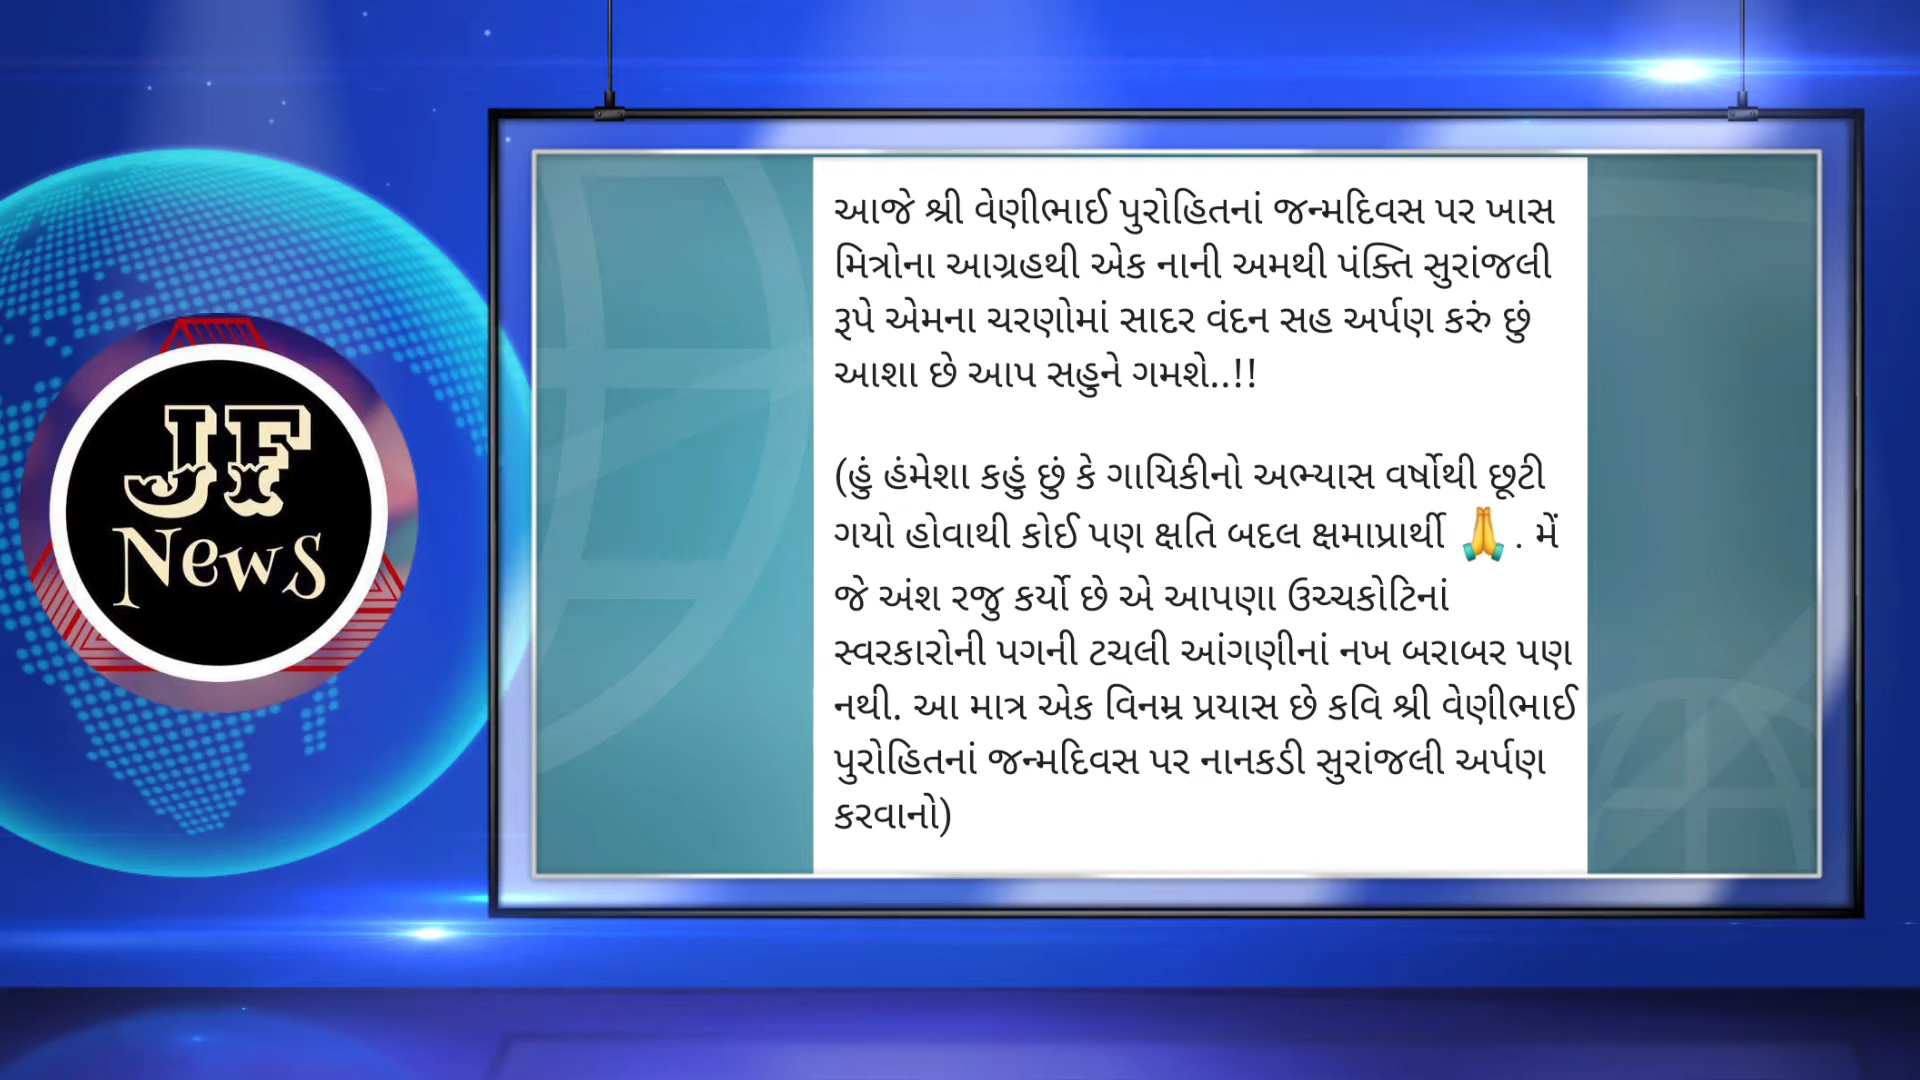 JF
News
આજે શ્રી વેણીભાઈ પુરોહિતનાં જન્મદિવસ પર ખાસ
મિત્રોના આગ્રહથી એક નાની અમથી પંક્તિ સુરાંજલી
રૂપે એમના ચરણોમાં સાદર વંદન સહ અર્પણ કરું છું
આશા છે આપ સહુને ગમશે..!!
(હું હંમેશા કહું છું કે ગાયિકીનો અભ્યાસ વર્ષોથી છૂટી
ગયો હોવાથી કોઈ પણ ક્ષતિ બદલ ક્ષમાપ્રાર્થી 🙏 . મેં
જે અંશ રજુ કર્યો છે એ આપણા ઉચ્ચકોટિનાં
સ્વરકારોની પગની ટચલી આંગણીનાં નખ બરાબર પણ
નથી. આ માત્ર એક વિનમ્ર પ્રયાસ છે કવિ શ્રી વેણીભાઈ
પુરોહિતનાં જન્મદિવસ પર નાનકડી સુરાંજલી અર્પણ
કરવાનો)